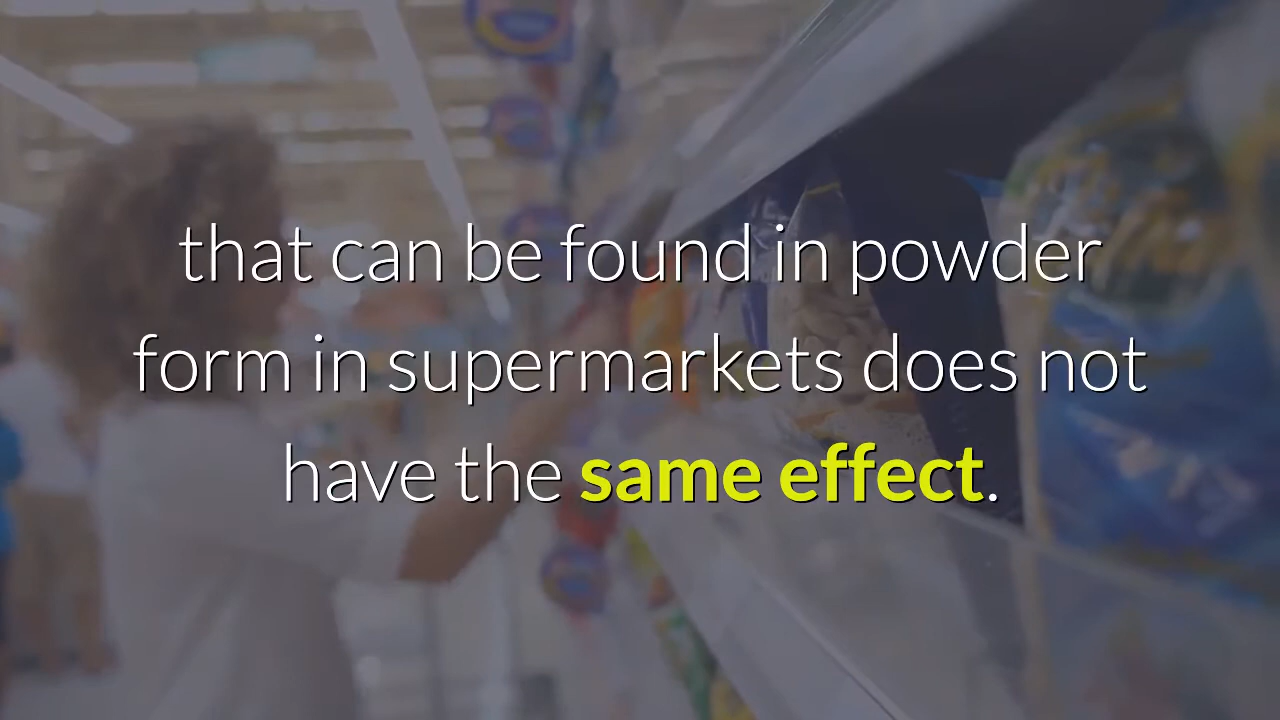 that can be found in powder
form in supermarkets does not
have the same effect.